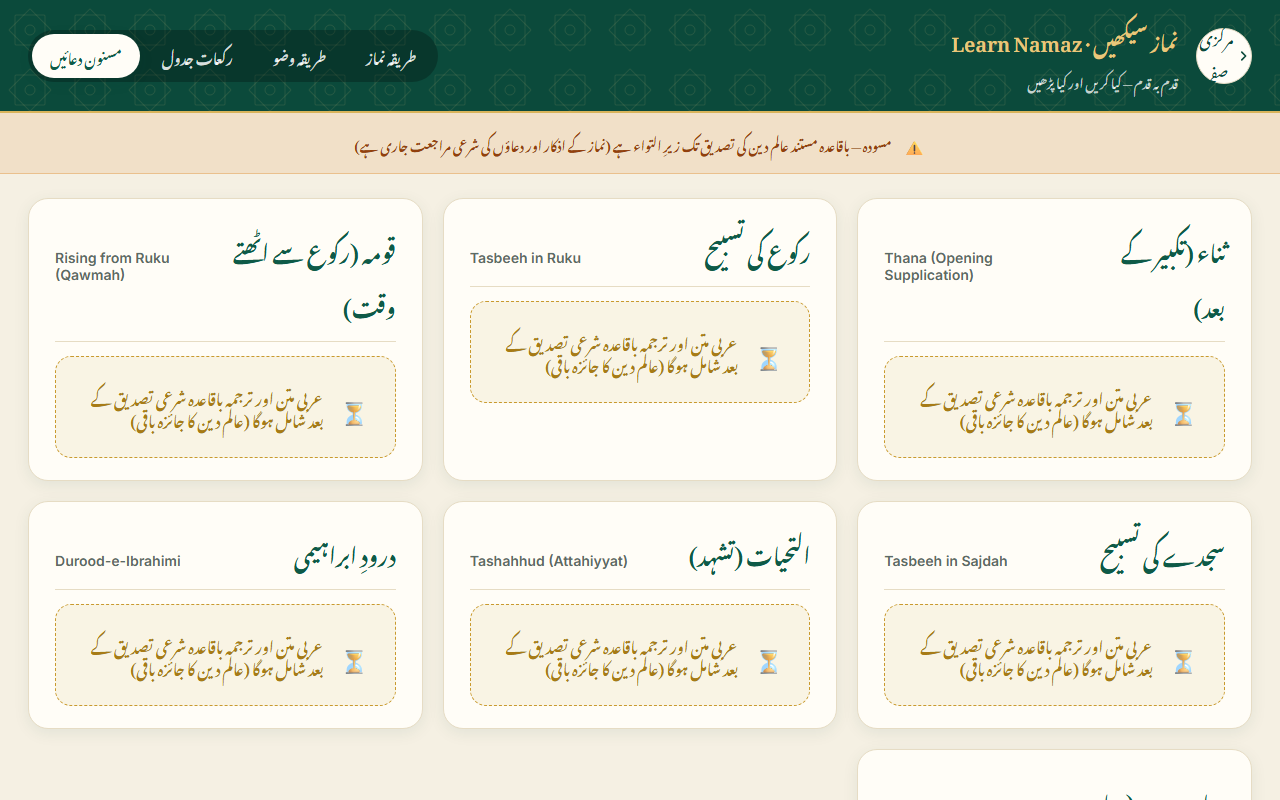 مرکزی
صفـ
نماز سیکھیں · Learn Namaz
قدم بہ قدم – کیا کریں اور کیا پڑھیں
طریقہ نماز
طریقہ وضو
رکعات جدول
مسنون دعائیں
مسودہ – باقاعدہ مستند عالم دین کی تصدیق تک زیرِ التواء ہے (نماز کے اذکار اور دعاؤں کی شرعی مراجعت جاری ہے)
ثناء (تکبیر کے
بعد)
Thana (Opening
Supplication)
عربی متن اور ترجمہ باقاعدہ شرعی تصدیق کے
بعد شامل ہوگا (عالم دین کا جائزہ باقی)
رکوع کی تسبیح
Tasbeeh in Ruku
عربی متن اور ترجمہ باقاعدہ شرعی تصدیق کے
بعد شامل ہوگا (عالم دین کا جائزہ باقی)
قومہ (رکوع سے اٹھتے
وقت)
Rising from Ruku
(Qawmah)
عربی متن اور ترجمہ باقاعدہ شرعی تصدیق کے
بعد شامل ہوگا (عالم دین کا جائزہ باقی)
سجدے کی تسبیح
Tasbeeh in Sajdah
عربی متن اور ترجمہ باقاعدہ شرعی تصدیق کے
بعد شامل ہوگا (عالم دین کا جائزہ باقی)
التحیات (تشہد)
Tashahhud (Attahiyyat)
عربی متن اور ترجمہ باقاعدہ شرعی تصدیق کے
بعد شامل ہوگا (عالم دین کا جائزہ باقی)
درودِ ابراہیمی
Durood-e-Ibrahimi
عربی متن اور ترجمہ باقاعدہ شرعی تصدیق کے
بعد شامل ہوگا (عالم دین کا جائزہ باقی)